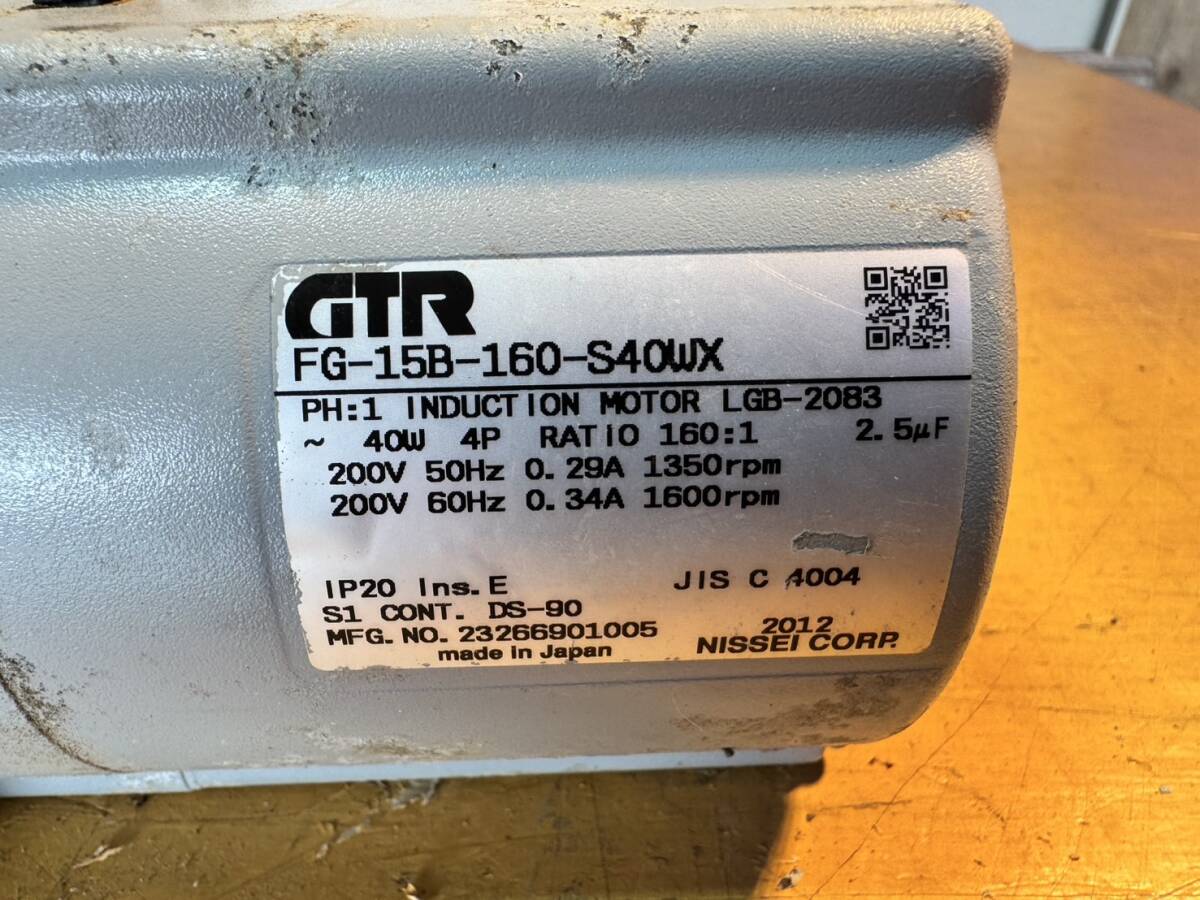 GTR
FG-15B-160-S40WX
PH:1 INDUCTION MOTOR LGB-2083
~ 40W 4P RATIO 160:1 2.5μF
200V 50Hz 0.29A 1350rpm
200V 60Hz 0.34A 1600rpm
IP20 Ins.E JIS C 4004
S1 CONT. DS-90
MFG.NO.23266901005 2012
made in Japan NISSEI CORP.